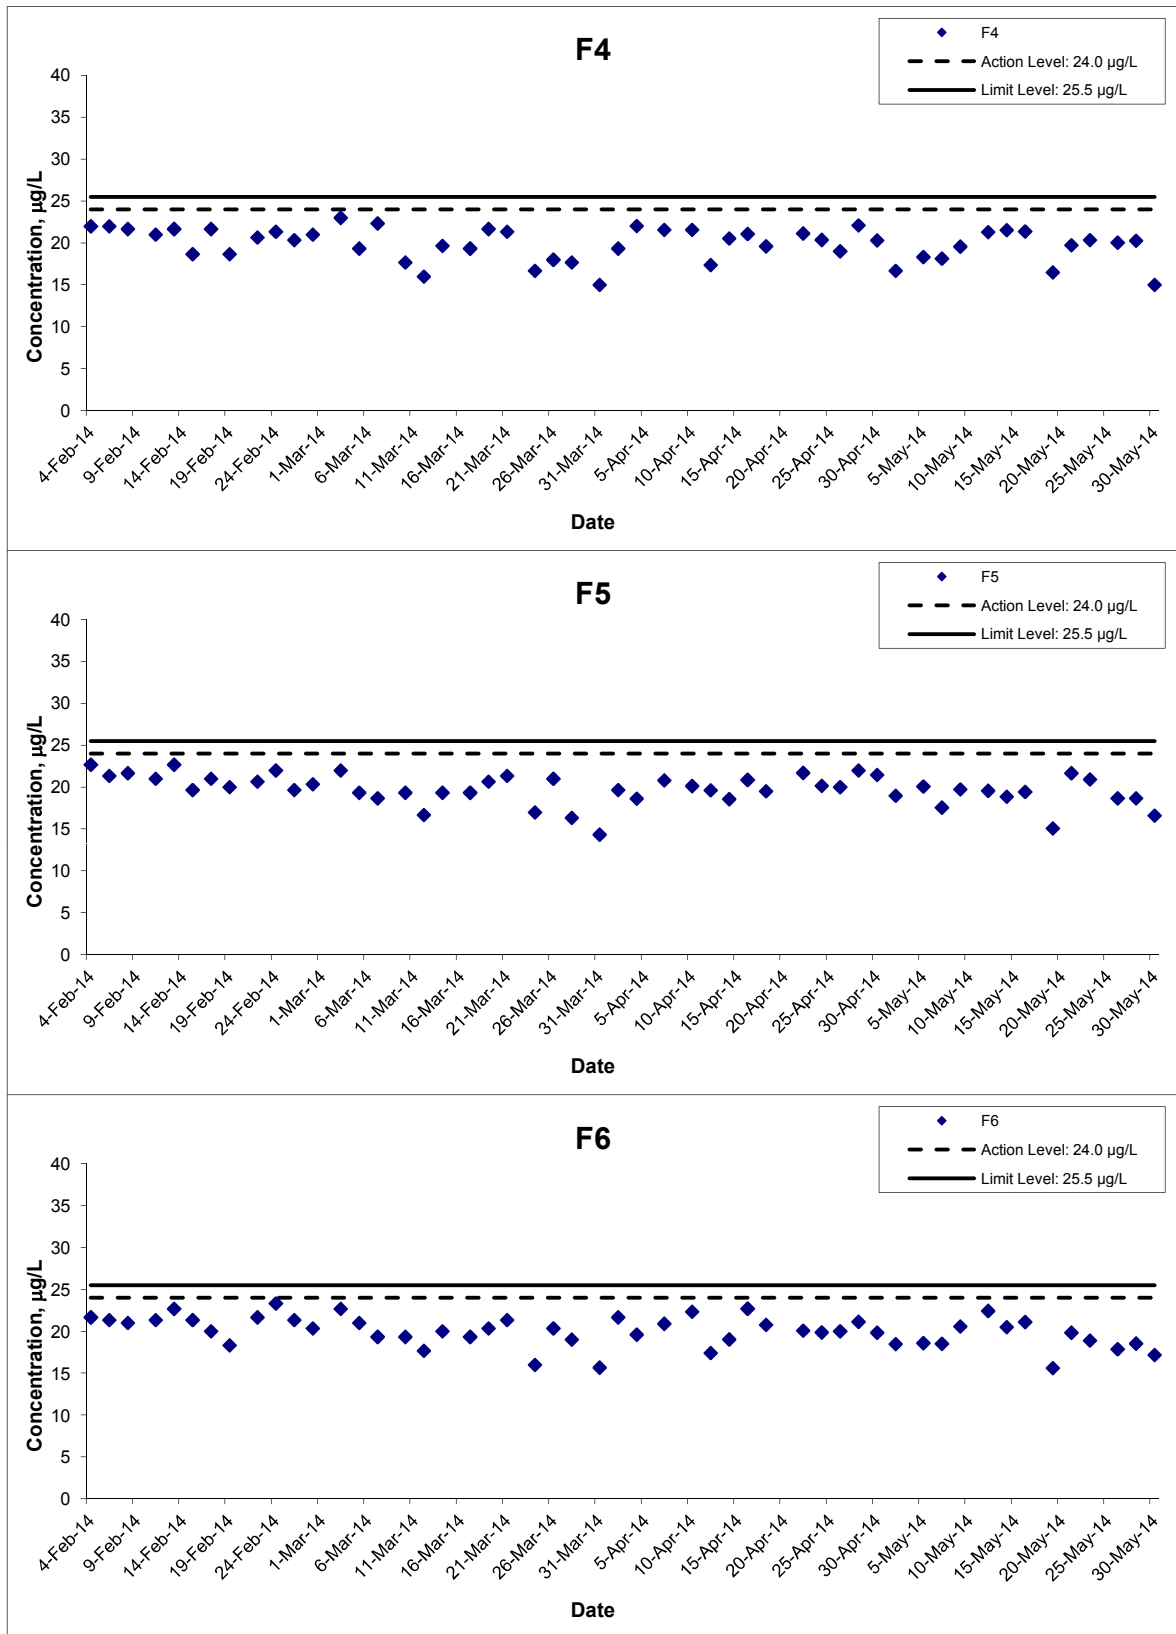 F4
F4
Action Level: 24.0 µg/L
Limit Level: 25.5 µg/L
Concentration, µg/L
40
35
30
25
20
15
10
5
0
4-Feb-14
9-Feb-14
14-Feb-14
19-Feb-14
24-Feb-14
1-Mar-14
6-Mar-14
11-Mar-14
16-Mar-14
21-Mar-14
26-Mar-14
31-Mar-14
5-Apr-14
10-Apr-14
15-Apr-14
20-Apr-14
25-Apr-14
30-Apr-14
5-May-14
10-May-14
15-May-14
20-May-14
25-May-14
30-May-14
Date
F5
F5
Action Level: 24.0 µg/L
Limit Level: 25.5 µg/L
Concentration, µg/L
40
35
30
25
20
15
10
5
0
4-Feb-14
9-Feb-14
14-Feb-14
19-Feb-14
24-Feb-14
1-Mar-14
6-Mar-14
11-Mar-14
16-Mar-14
21-Mar-14
26-Mar-14
31-Mar-14
5-Apr-14
10-Apr-14
15-Apr-14
20-Apr-14
25-Apr-14
30-Apr-14
5-May-14
10-May-14
15-May-14
20-May-14
25-May-14
30-May-14
Date
F6
F6
Action Level: 24.0 µg/L
Limit Level: 25.5 µg/L
Concentration, µg/L
40
35
30
25
20
15
10
5
0
4-Feb-14
9-Feb-14
14-Feb-14
19-Feb-14
24-Feb-14
1-Mar-14
6-Mar-14
11-Mar-14
16-Mar-14
21-Mar-14
26-Mar-14
31-Mar-14
5-Apr-14
10-Apr-14
15-Apr-14
20-Apr-14
25-Apr-14
30-Apr-14
5-May-14
10-May-14
15-May-14
20-May-14
25-May-14
30-May-14
Date